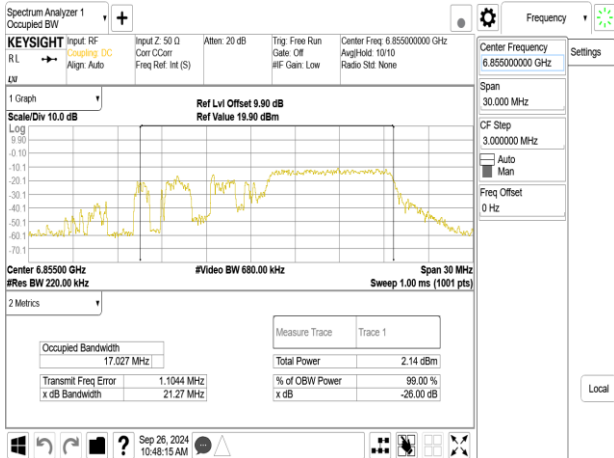 Spectrum Analyzer 1
Occupied BW
Frequency
KEYSIGHT
RL
Input: RF
Coupling: DC
Align: Auto
Input Z: 50 Ω
Corr CCorr
Freq Ref: Int (S)
Atten: 20 dB
Trig: Free Run
Gate: Off
#IF Gain: Low
Center Freq: 6.855000000 GHz
Avg|Hold: 10/10
Radio Std: None
Center Frequency
6.855000000 GHz
Settings
Span
30.000 MHz
CF Step
3.000000 MHz
Auto
Man
Freq Offset
0 Hz
1 Graph
Scale/Div 10.0 dB
Ref Lvl Offset 9.90 dB
Ref Value 19.90 dBm
Log
9.90
-0.10
-10.1
-20.1
-30.1
-40.1
-50.1
-60.1
-70.1
Center 6.85500 GHz
#Res BW 220.00 kHz
#Video BW 680.00 kHz
Span 30 MHz
Sweep 1.00 ms (1001 pts)
2 Metrics
Measure Trace
Trace 1
Occupied Bandwidth
17.027 MHz
Total Power
2.14 dBm
Transmit Freq Error
1.1044 MHz
% of OBW Power
99.00 %
x dB Bandwidth
21.27 MHz
x dB
-26.00 dB
Local
?
Sep 26, 2024
10:48:15 AM